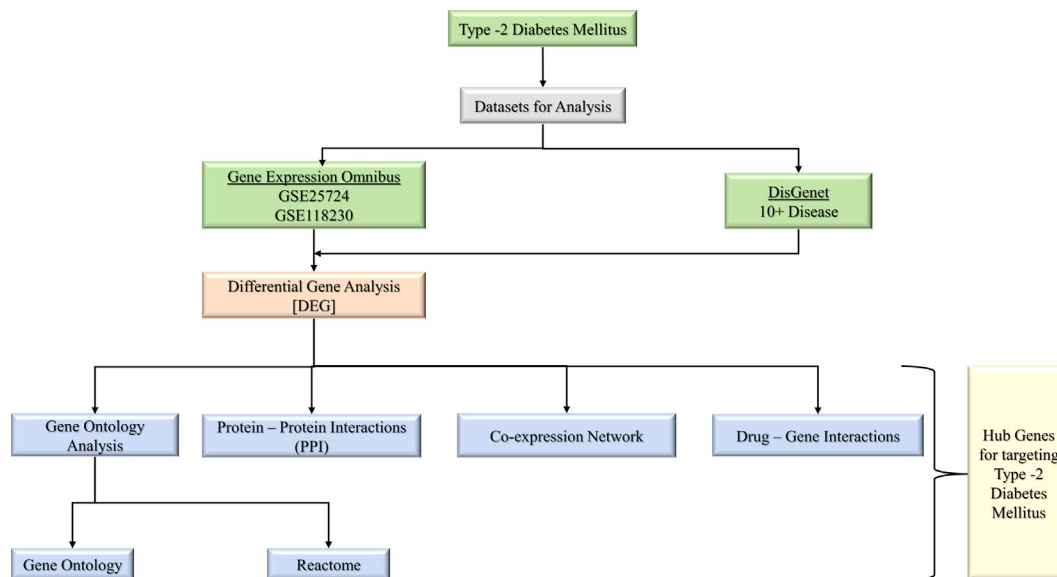 Type -2 Diabetes Mellitus
Datasets for Analysis
Gene Expression Omnibus
GSE25724
GSE118230
DisGenet
10+ Disease
Differential Gene Analysis
[DEG]
Gene Ontology
Analysis
Protein – Protein Interactions
(PPI)
Co-expression Network
Drug – Gene Interactions
Hub Genes
for targeting
Type -2
Diabetes
Mellitus
Gene Ontology
Reactome